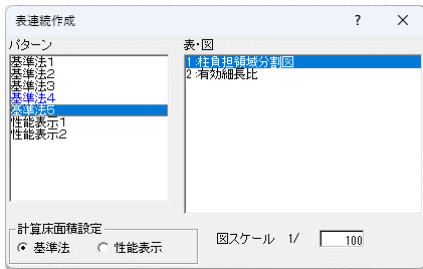 表連続作成 ? ×
パターン
基準法1
基準法2
基準法3
基準法4
基準法5
性能表示1
性能表示2
表・図
1:柱負担領域分割図
2:有効細長比
計算床面積設定
基準法 性能表示
図スケール 1/ 100